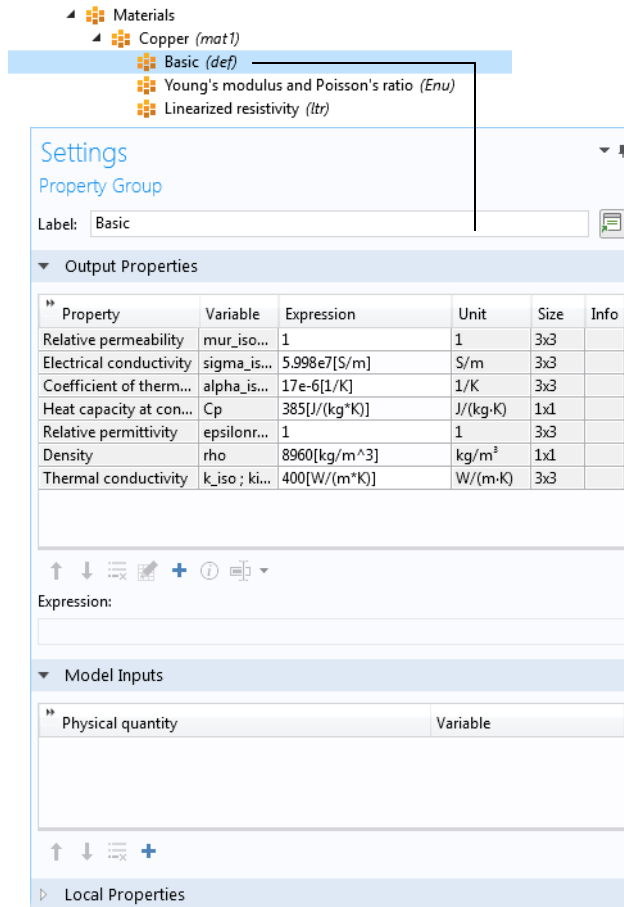 Materials
Copper (mat1)
Basic (def)
Young's modulus and Poisson's ratio (Enu)
Linearized resistivity (ltr)
Settings
Property Group
Label: Basic
Output Properties
Property Variable Expression Unit Size Info
Relative permeability mur_iso... 1 1 3x3
Electrical conductivity sigma_is... 5.998e7[S/m] S/m 3x3
Coefficient of therm... alpha_is... 17e-6[1/K] 1/K 3x3
Heat capacity at con... Cp 385[J/(kg*K)] J/(kg·K) 1x1
Relative permittivity epsilonr... 1 1 3x3
Density rho 8960[kg/m^3] kg/m³ 1x1
Thermal conductivity k_iso ; ki... 400[W/(m*K)] W/(m·K) 3x3
Expression:
Model Inputs
Physical quantity Variable
Local Properties